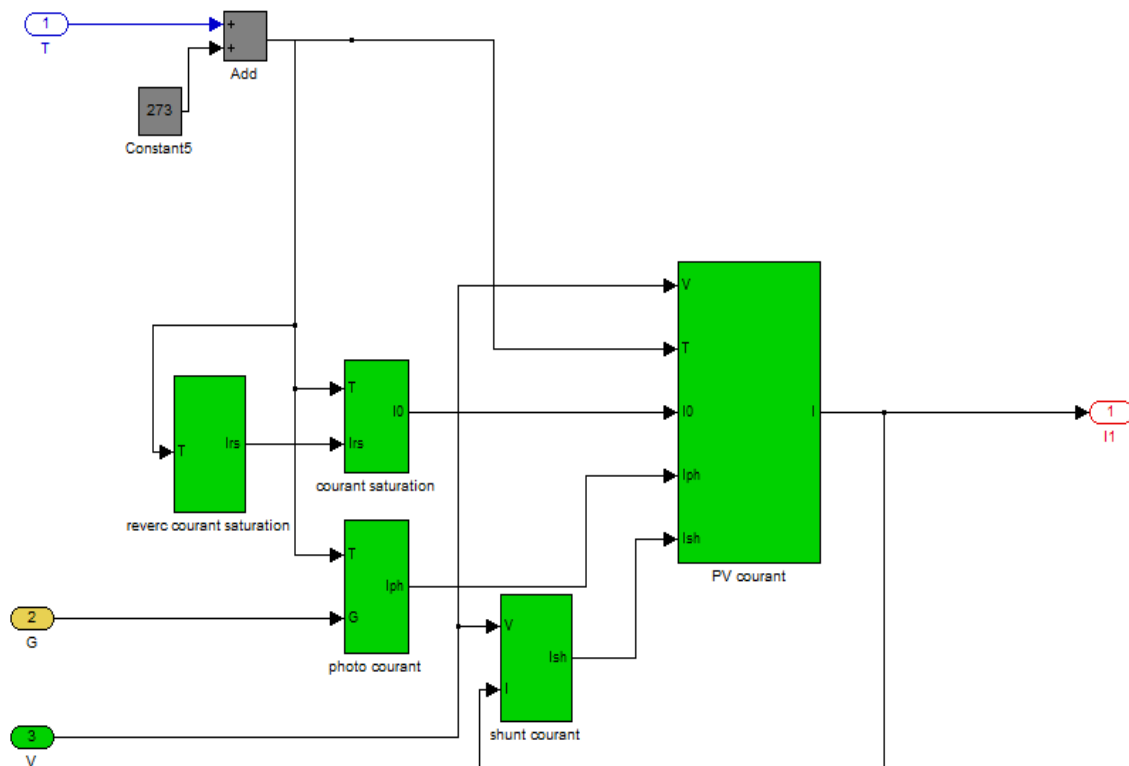 1
T
+
+
Add
273
Constant5
V
T
I0
Iph
Ish
I
PV courant
1
I1
T
Irs
reverc courant saturation
T
Irs
I0
courant saturation
T
G
Iph
photo courant
2
G
V
I
Ish
shunt courant
3
V